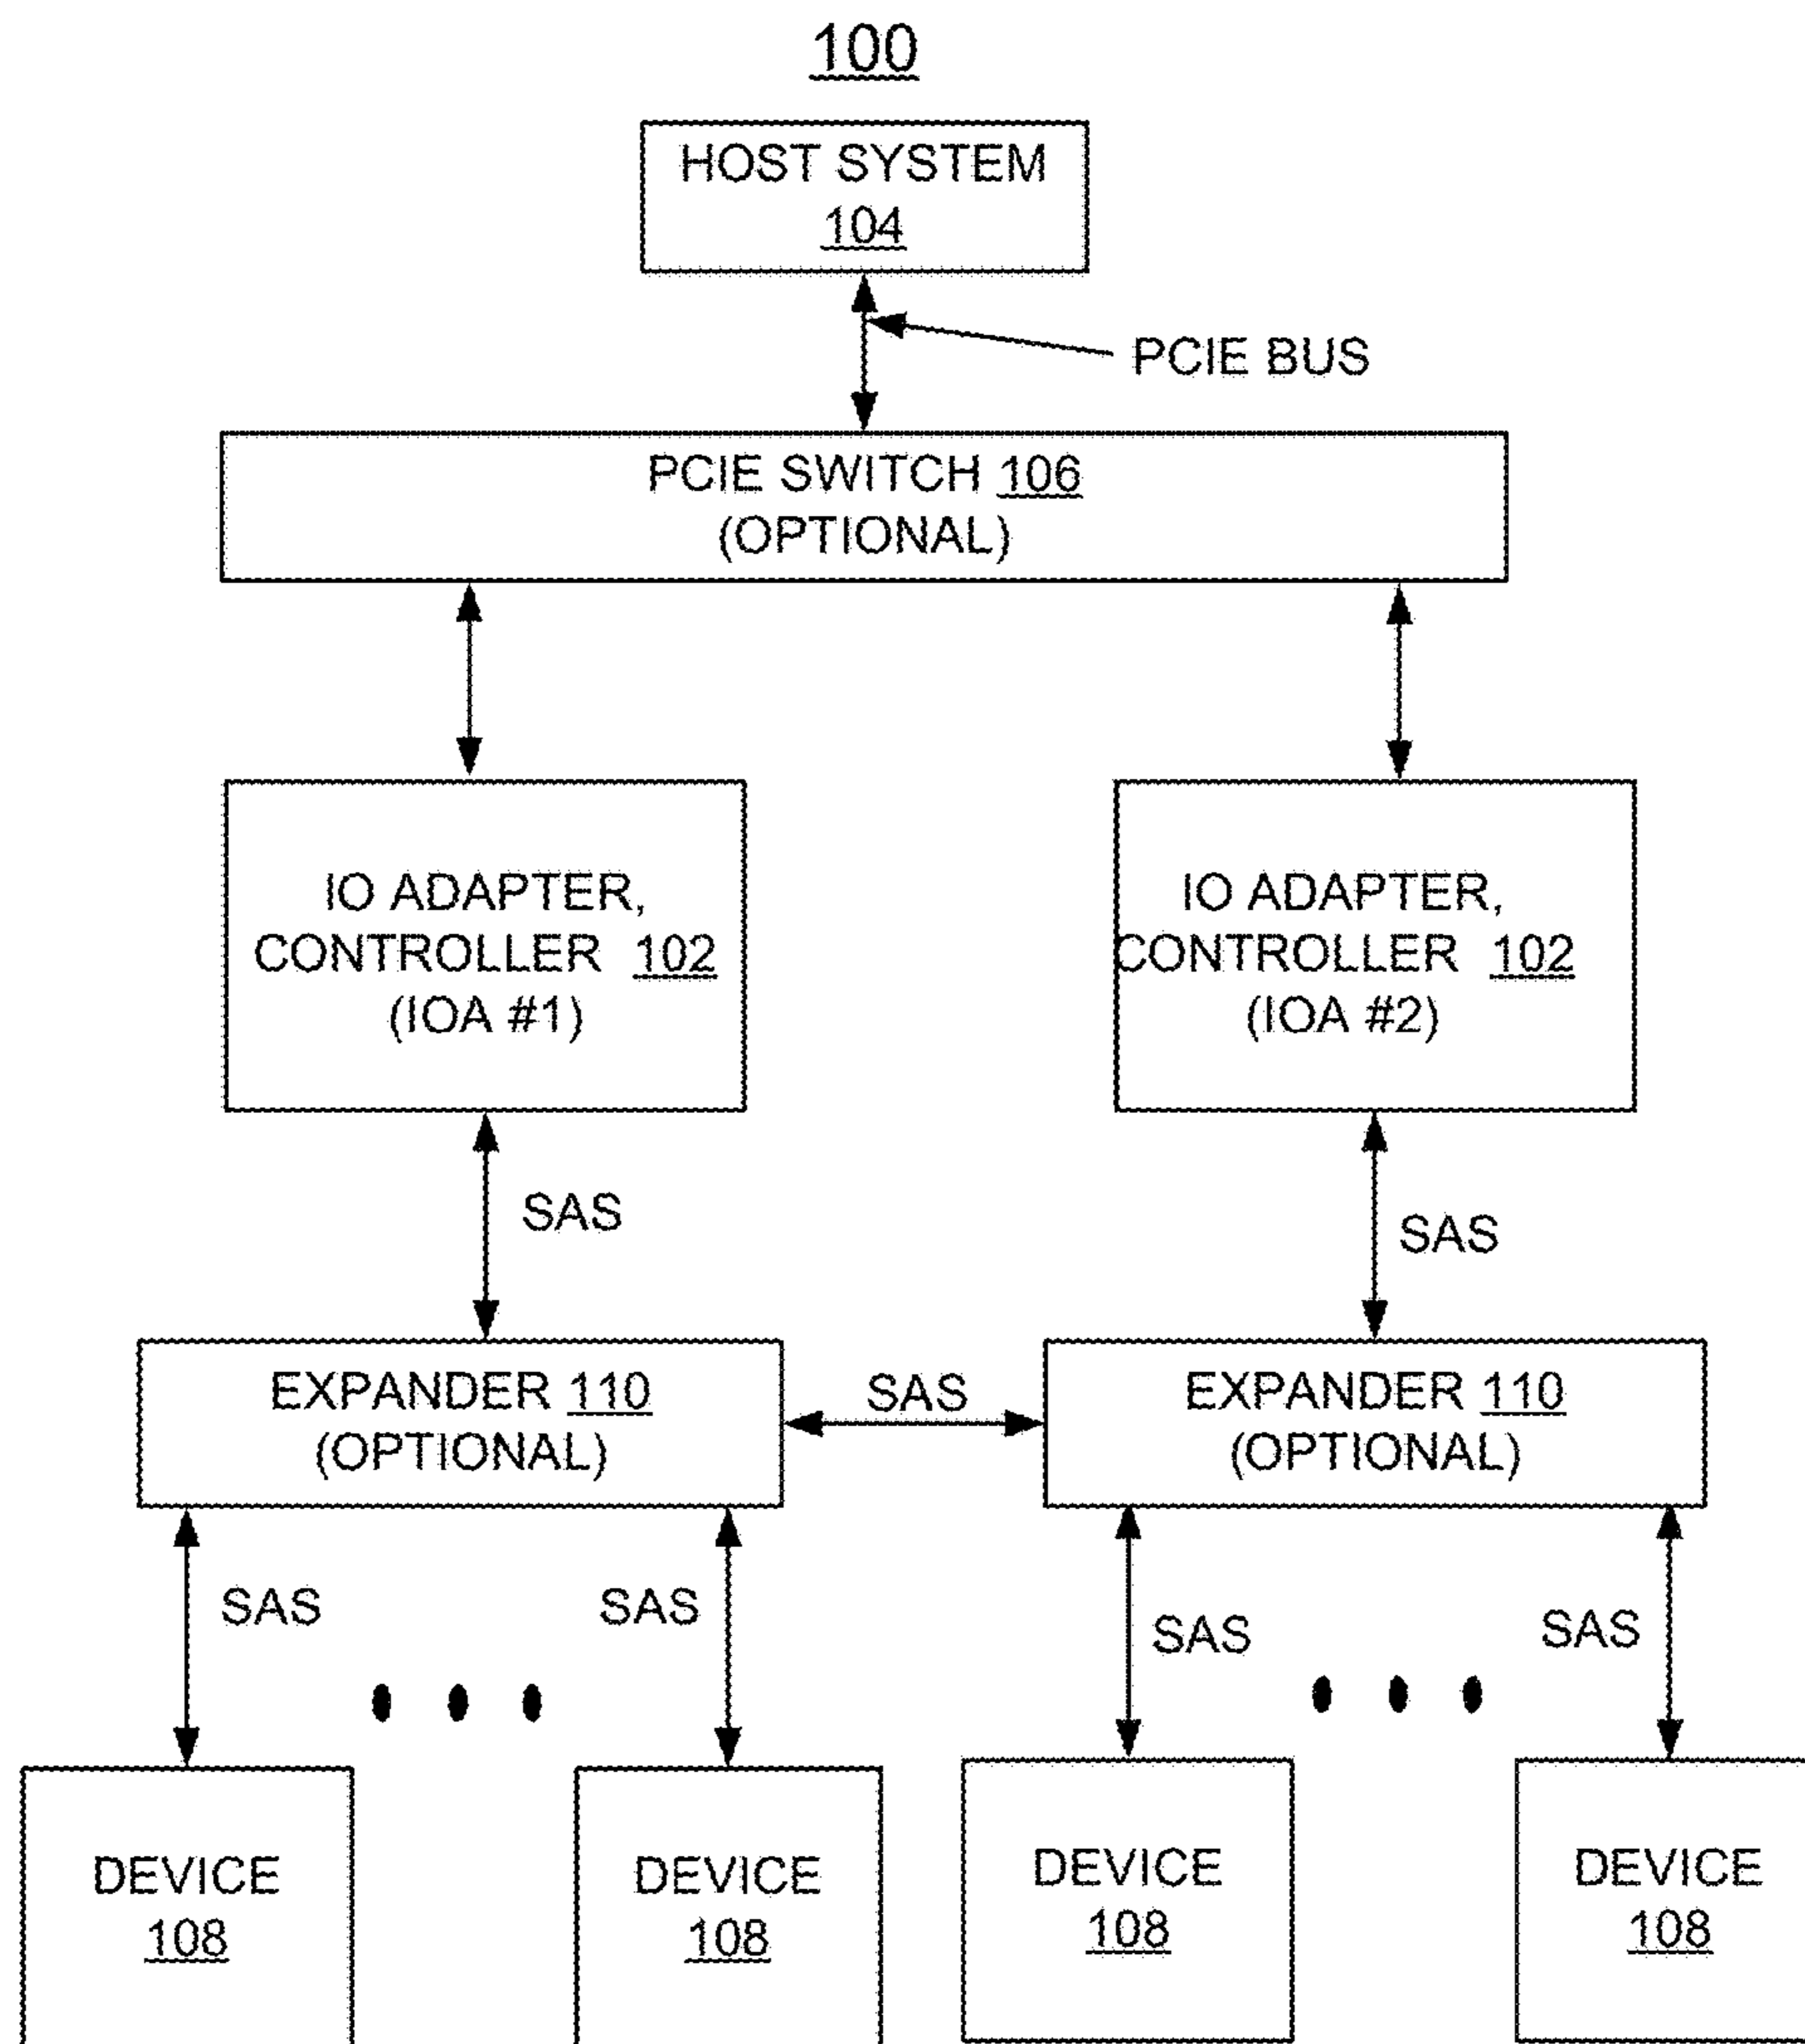 100
HOST SYSTEM
104
PCIE BUS
PCIE SWITCH 106
(OPTIONAL)
IO ADAPTER,
CONTROLLER 102
(IOA #1)
IO ADAPTER,
CONTROLLER 102
(IOA #2)
SAS
SAS
EXPANDER 110
(OPTIONAL)
SAS
EXPANDER 110
(OPTIONAL)
SAS
SAS
SAS
SAS
DEVICE
108
DEVICE
108
DEVICE
108
DEVICE
108